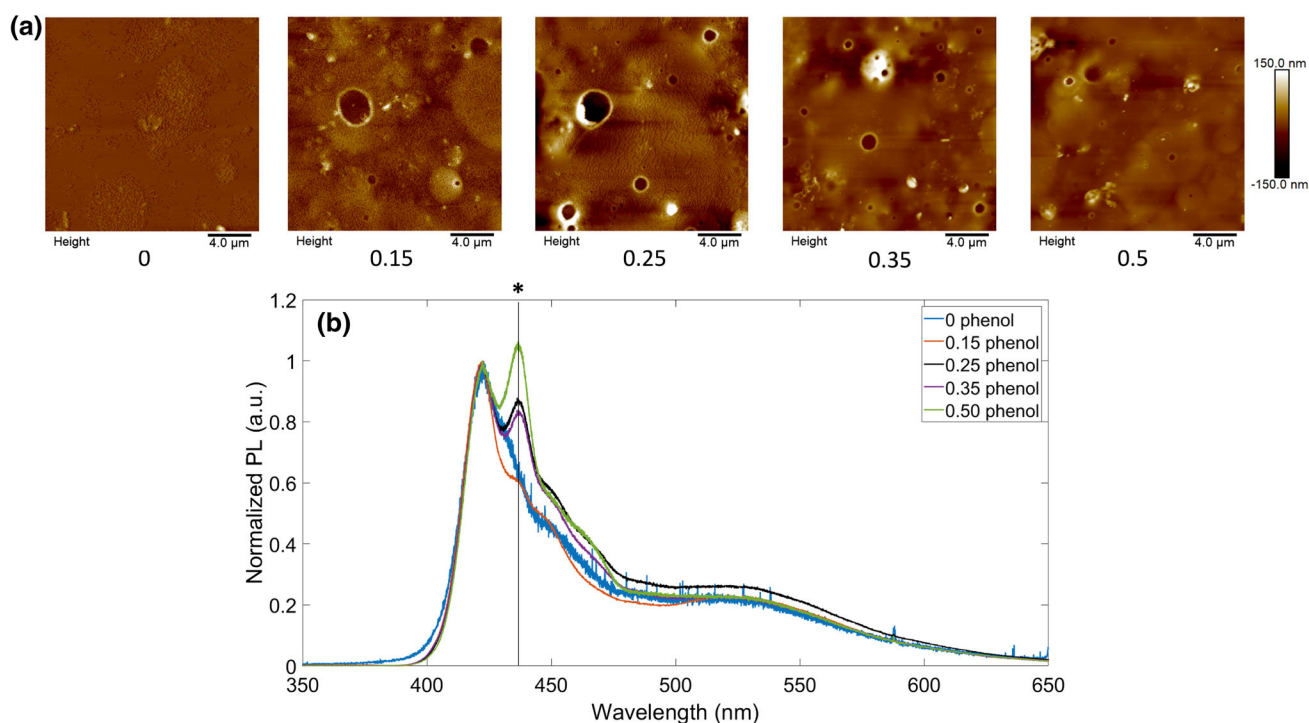 (a)
150.0 nm
-150.0 nm
Height 4.0 μm
Height 4.0 μm
Height 4.0 μm
Height 4.0 μm
Height 4.0 μm
0 0.15 0.25 0.35 0.5
*
(b)
0 phenol
0.15 phenol
0.25 phenol
0.35 phenol
0.50 phenol
Normalized PL (a.u.)
1.2
1
0.8
0.6
0.4
0.2
0
350 400 450 500 550 600 650
Wavelength (nm)